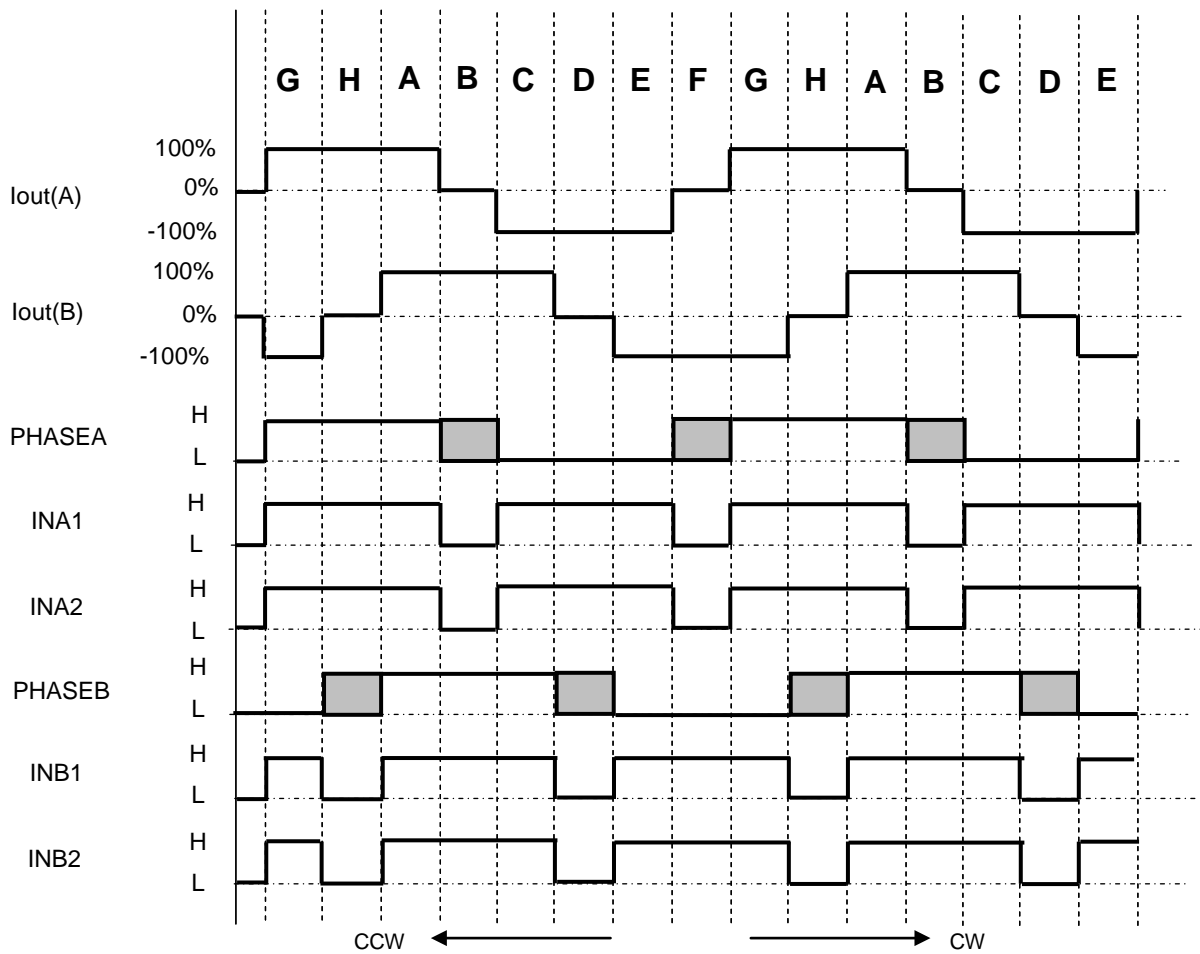 G H A B C D E F G H A B C D E
100%
Iout(A) 0%
-100%
100%
Iout(B) 0%
-100%
H
PHASEA
L
H
INA1
L
H
INA2
L
H
PHASEB
L
H
INB1
L
H
INB2
L
CCW CW